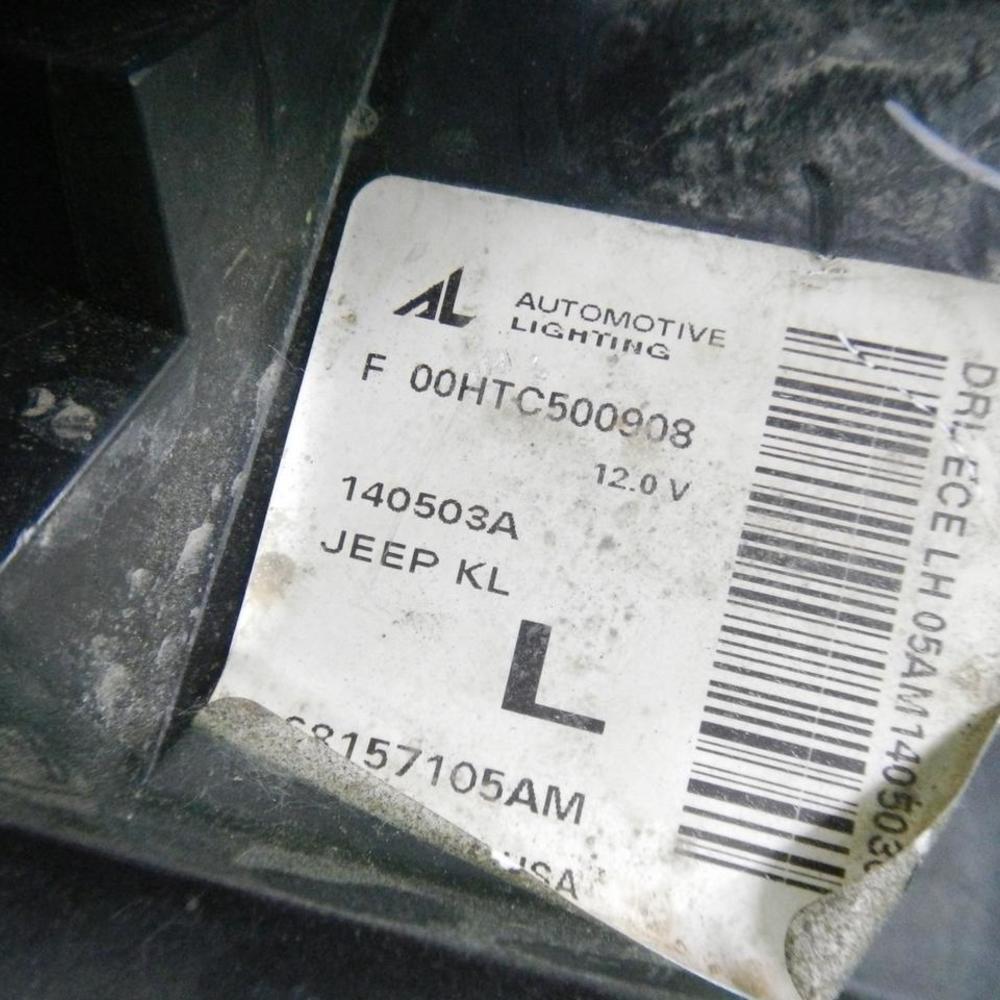 AL AUTOMOTIVE
LIGHTING
F 00HTC500908
12.0 V
140503A
JEEP KL
L
68157105AM
USA
DRL ECE LH 05AM140503